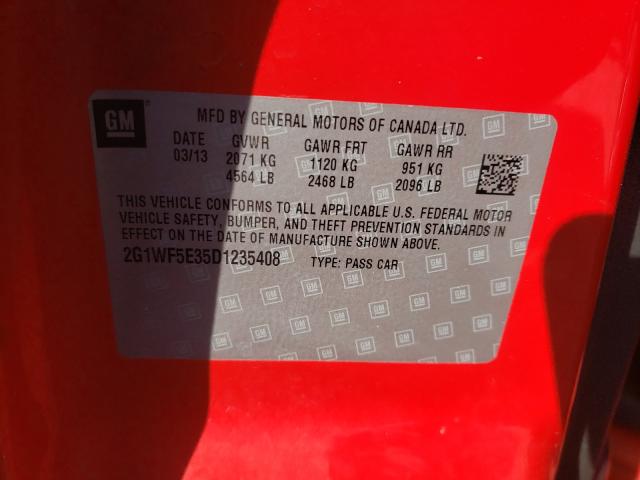 GM
MFD BY GENERAL MOTORS OF CANADA LTD.
DATE GVWR GAWR FRT GAWR RR
03/13 2071 KG 1120 KG 951 KG
4564 LB 2468 LB 2096 LB
THIS VEHICLE CONFORMS TO ALL APPLICABLE U.S. FEDERAL MOTOR
VEHICLE SAFETY, BUMPER, AND THEFT PREVENTION STANDARDS IN
EFFECT ON THE DATE OF MANUFACTURE SHOWN ABOVE.
2G1WF5E35D1235408 TYPE: PASS CAR